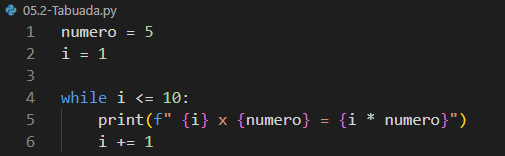 05.2-Tabuada.py
1 numero = 5
2 i = 1
3
4 while i <= 10:
5     print(f" {i} x {numero} = {i * numero}")
6     i += 1